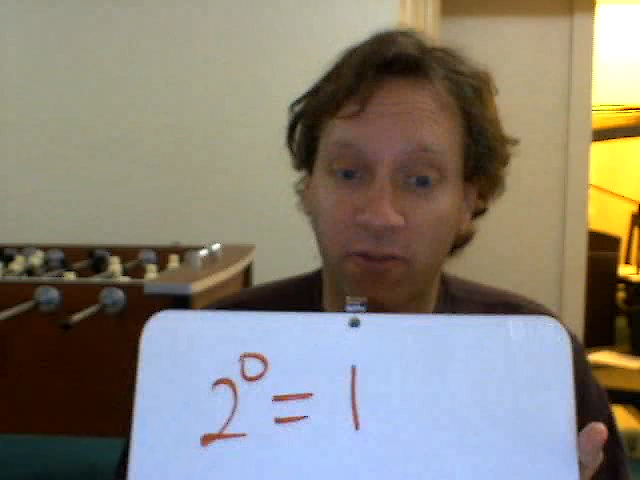 2⁰ = 1